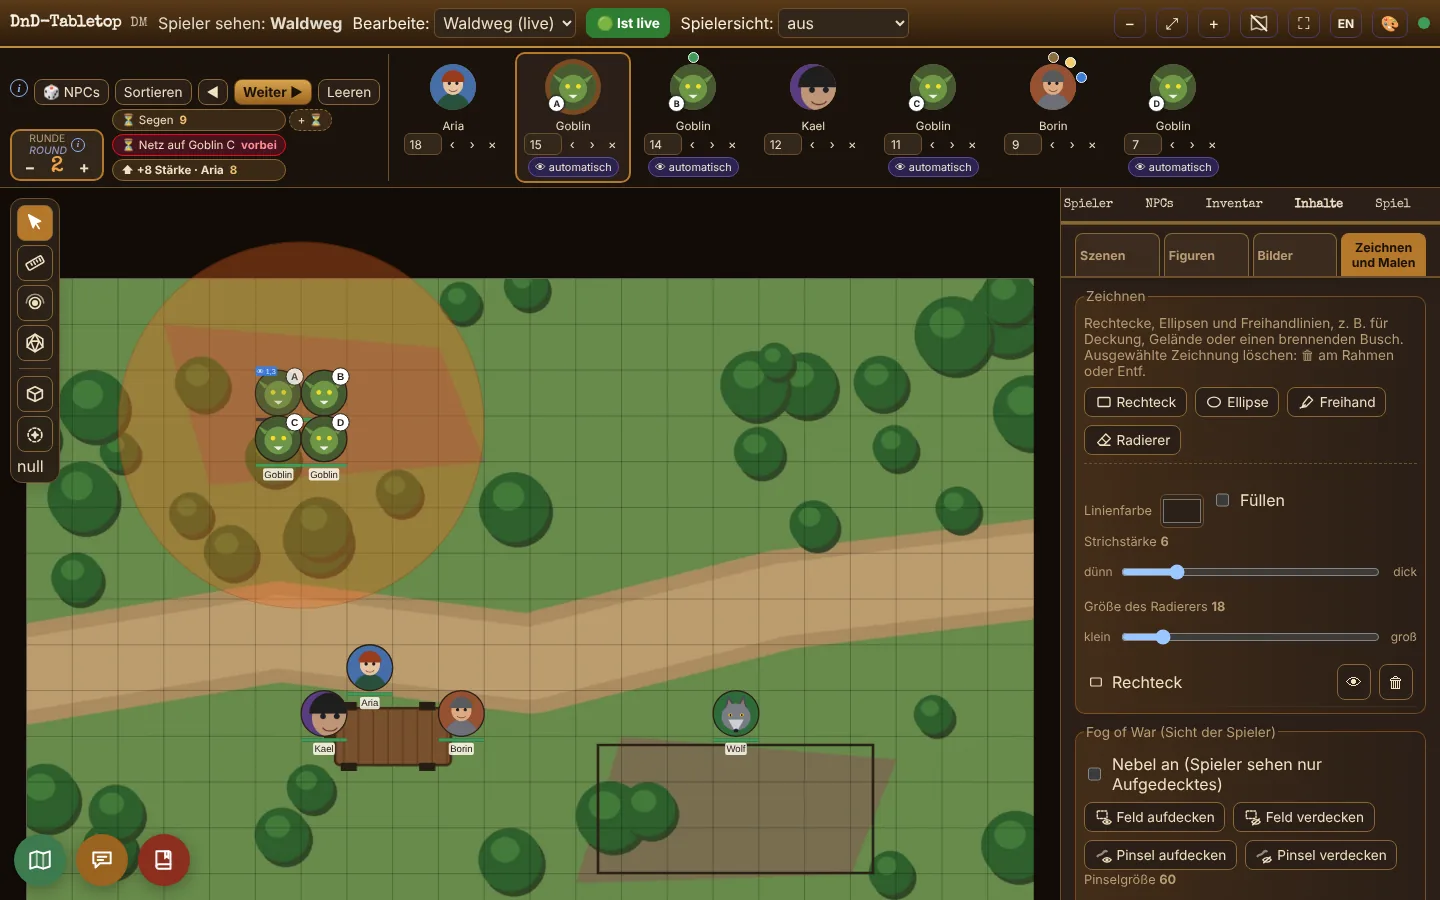 DnD-Tabletop DM Spieler sehen: Waldweg Bearbeite: Waldweg (live) Ist live Spielersicht: aus − + EN
i NPCs Sortieren ◀ Weiter ▶ Leeren
⏳ Segen 9 + ⏳
RUNDE
ROUND i
− 2 +
⏳ Netz auf Goblin C vorbei
+8 Stärke · Aria 8
Aria
18 ‹ › ×
A
Goblin
15 ‹ › ×
automatisch
B
Goblin
14 ‹ › ×
automatisch
Kael
12 ‹ › ×
C
Goblin
11 ‹ › ×
automatisch
Borin
9 ‹ › ×
D
Goblin
7 ‹ › ×
automatisch
null
1,3
A B
C D
Goblin Goblin
Aria
Kael Borin Wolf
Spieler NPCs Inventar Inhalte Spiel
Szenen Figuren Bilder Zeichnen
und Malen
Zeichnen
Rechtecke, Ellipsen und Freihandlinien, z. B. für
Deckung, Gelände oder einen brennenden Busch.
Ausgewählte Zeichnung löschen: 🗑 am Rahmen
oder Entf.
Rechteck Ellipse Freihand
Radierer
Linienfarbe Füllen
Strichstärke 6
dünn dick
Größe des Radierers 18
klein groß
Rechteck
Fog of War (Sicht der Spieler)
Nebel an (Spieler sehen nur
Aufgedecktes)
Feld aufdecken Feld verdecken
Pinsel aufdecken Pinsel verdecken
Pinselgröße 60